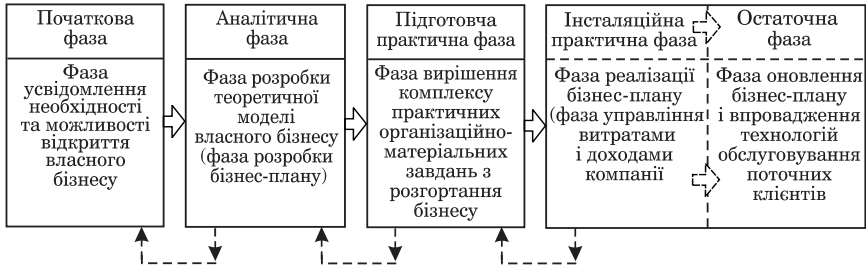 Початкова
фаза
Фаза
усвідомлення
необхідності
та можливості
відкриття
власного
бізнесу
Аналітична
фаза
Фаза розробки
теоретичної
моделі
власного бізнесу
(фаза розробки
бізнес-плану)
Підготовча
практична фаза
Фаза вирішення
комплексу
практичних
організаційно-
матеріальних
завдань з
розгортання
бізнесу
Інсталяційна
практична фаза
Фаза реалізації
бізнес-плану
(фаза управління
витратами
і доходами
компанії
Остаточна
фаза
Фаза оновлення
бізнес-плану
і впровадження
технологій
обслуговування
поточних
клієнтів